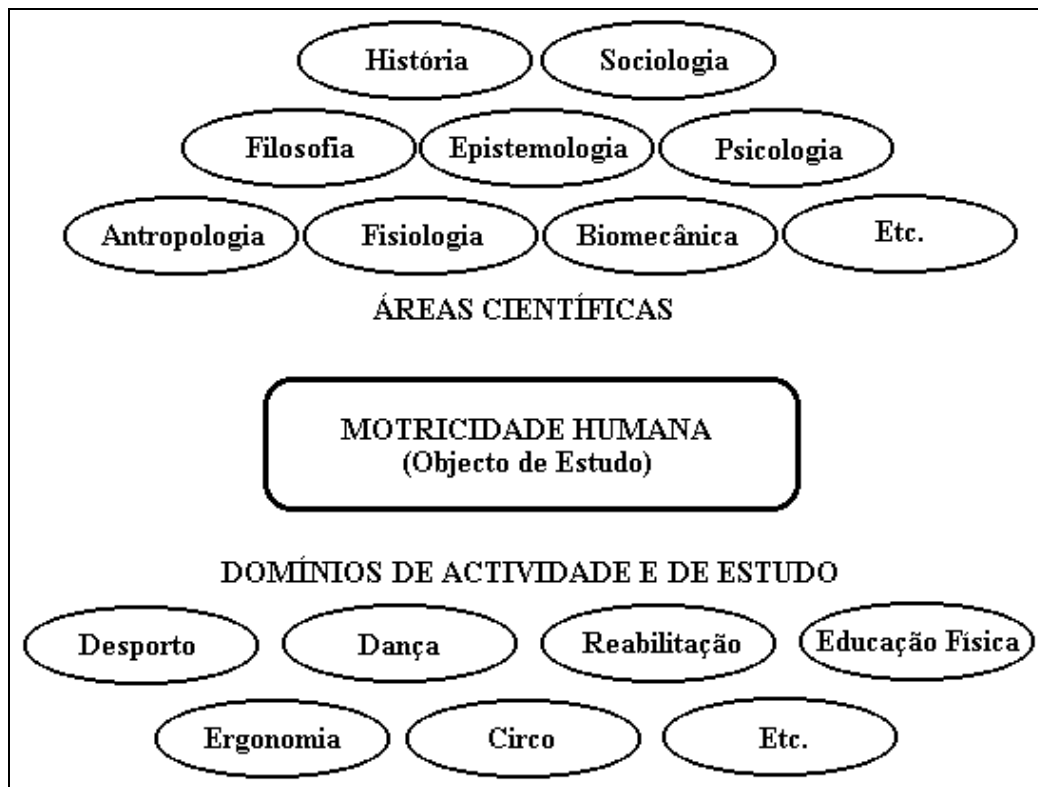 História Sociologia
Filosofia Epistemologia Psicologia
Antropologia Fisiologia Biomecânica Etc.
ÁREAS CIENTÍFICAS
MOTRICIDADE HUMANA
(Objecto de Estudo)
DOMÍNIOS DE ACTIVIDADE E DE ESTUDO
Desporto Dança Reabilitação Educação Física
Ergonomia Circo Etc.